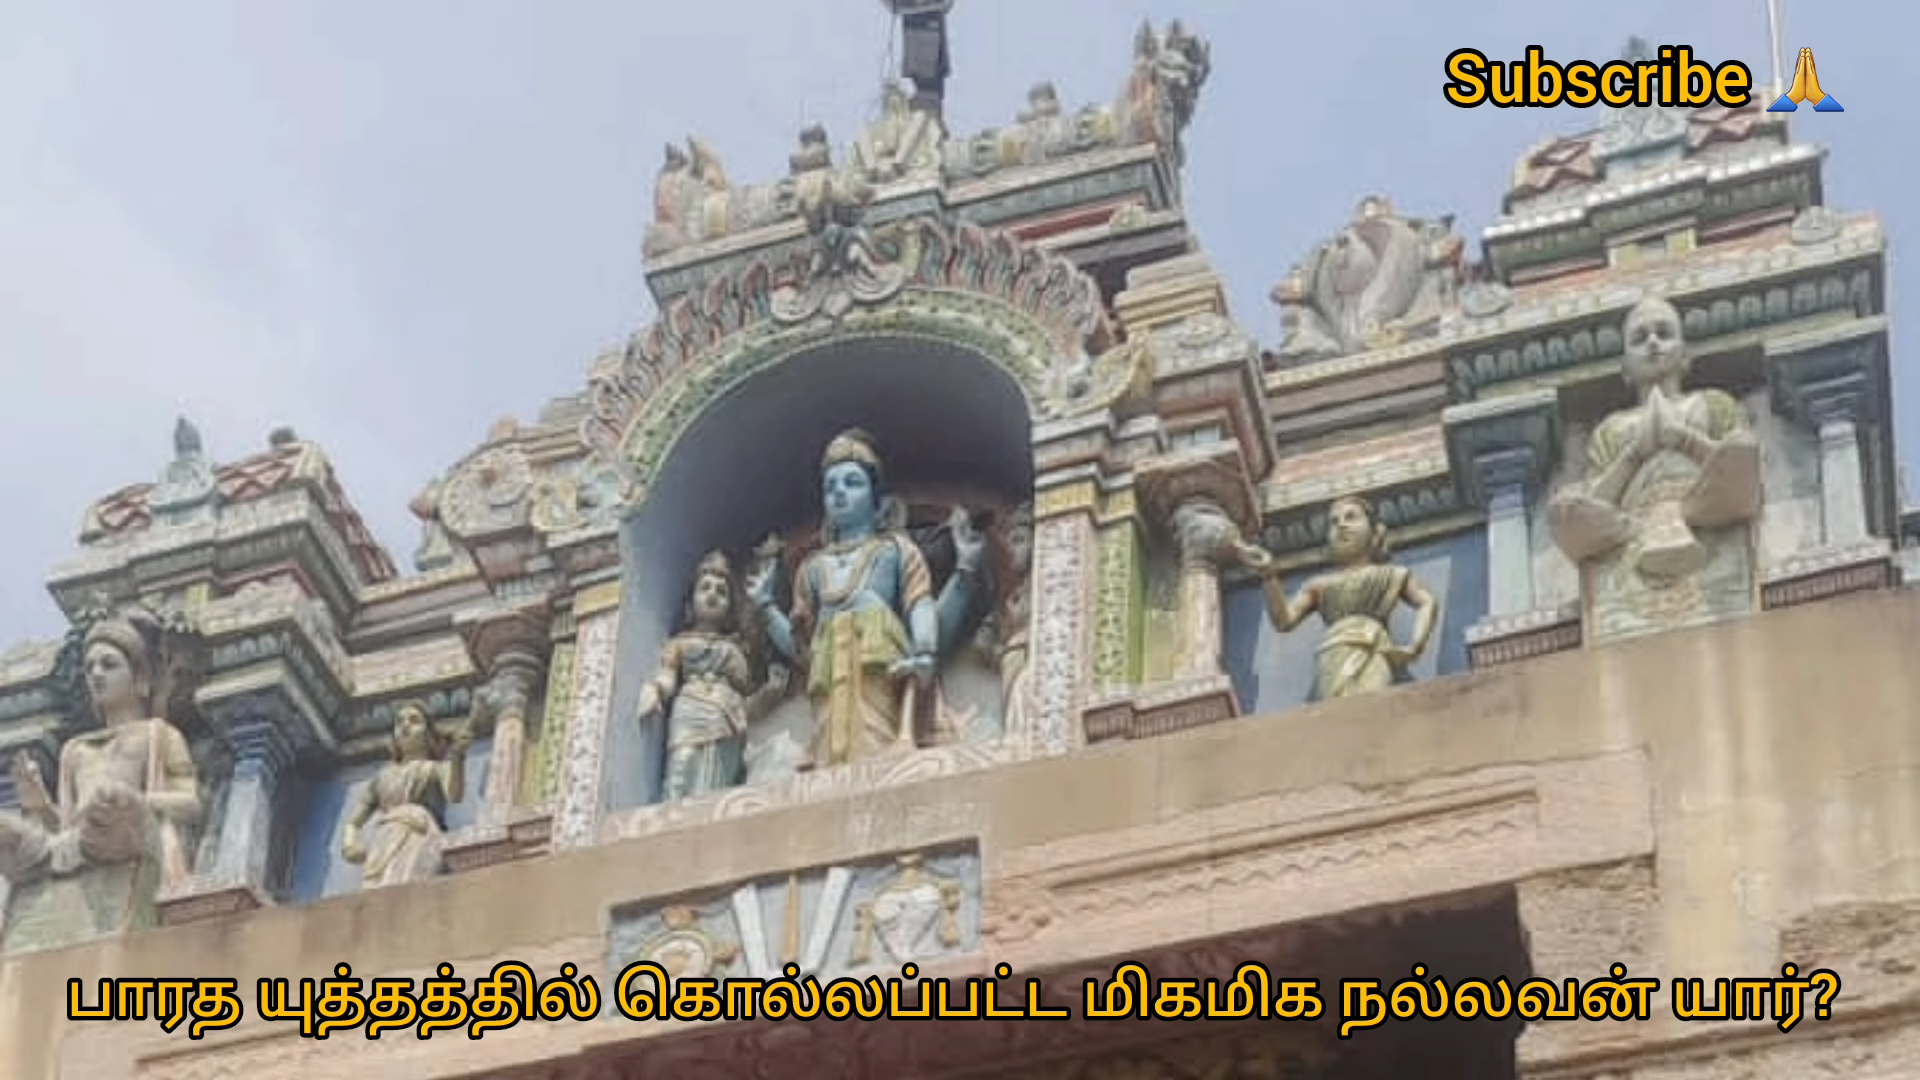 Subscribe 🙏
பாரத யுத்தத்தில் கொல்லப்பட்ட மிகமிக நல்லவன் யார்?